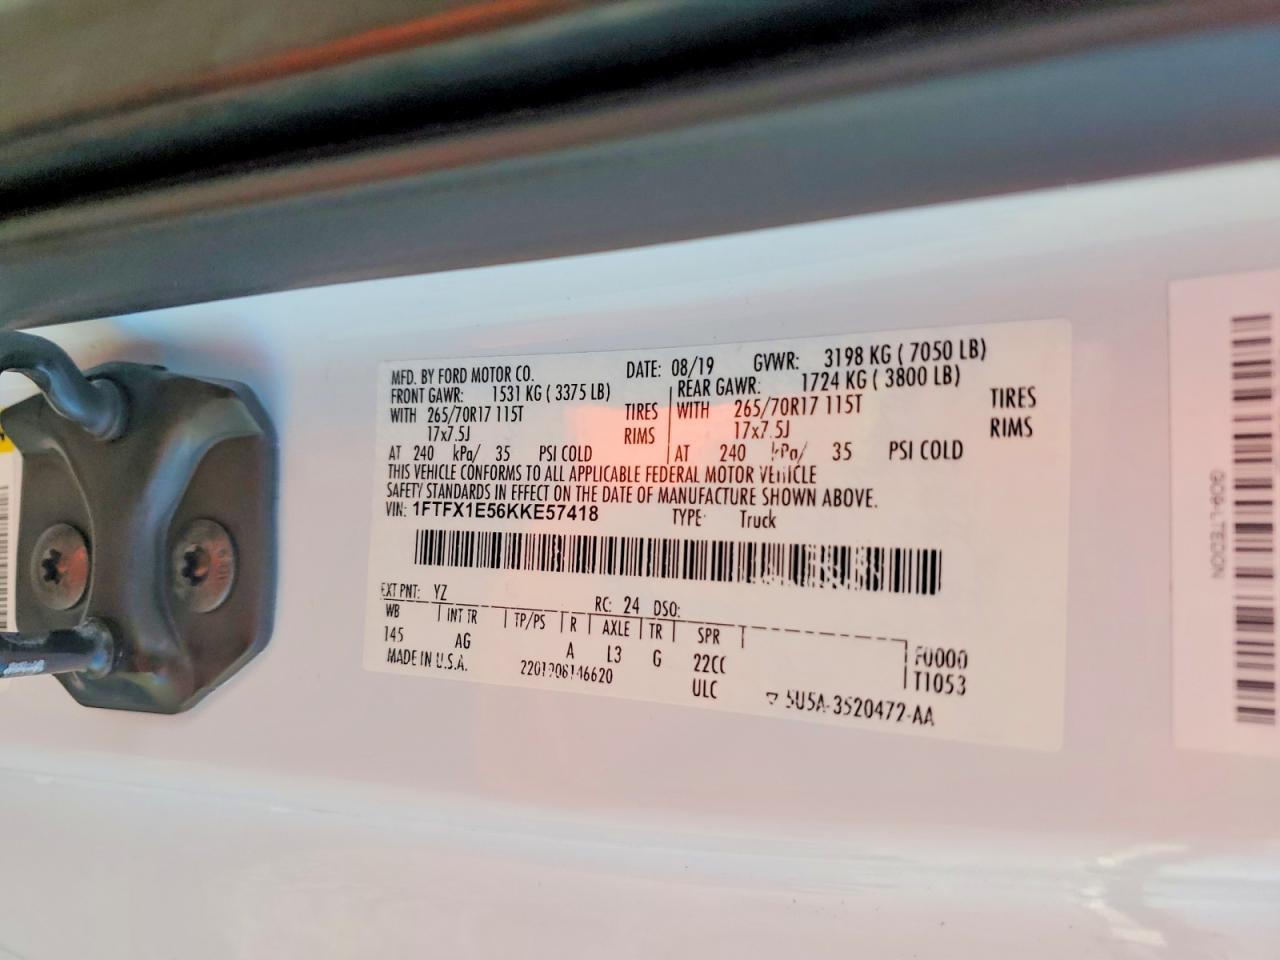 MFD. BY FORD MOTOR CO. DATE: 08/19 GVWR: 3198 KG ( 7050 LB)
FRONT GAWR: 1531 KG ( 3375 LB) REAR GAWR: 1724 KG ( 3800 LB)
WITH 265/70R17 115T TIRES WITH 265/70R17 115T TIRES
17x7.5J RIMS 17x7.5J RIMS
AT 240 kPa/ 35 PSI COLD AT 240 kPa/ 35 PSI COLD
THIS VEHICLE CONFORMS TO ALL APPLICABLE FEDERAL MOTOR VEHICLE
SAFETY STANDARDS IN EFFECT ON THE DATE OF MANUFACTURE SHOWN ABOVE.
VIN: 1FTFX1E56KKE57418 TYPE: Truck
EXT PNT: YZ RC: 24 DSO:
WB INT TR TP/PS R AXLE TR SPR
145 AG A L3 G 22CC F0000
MADE IN U.S.A. ULC T1053
5U5A-3520472-AA